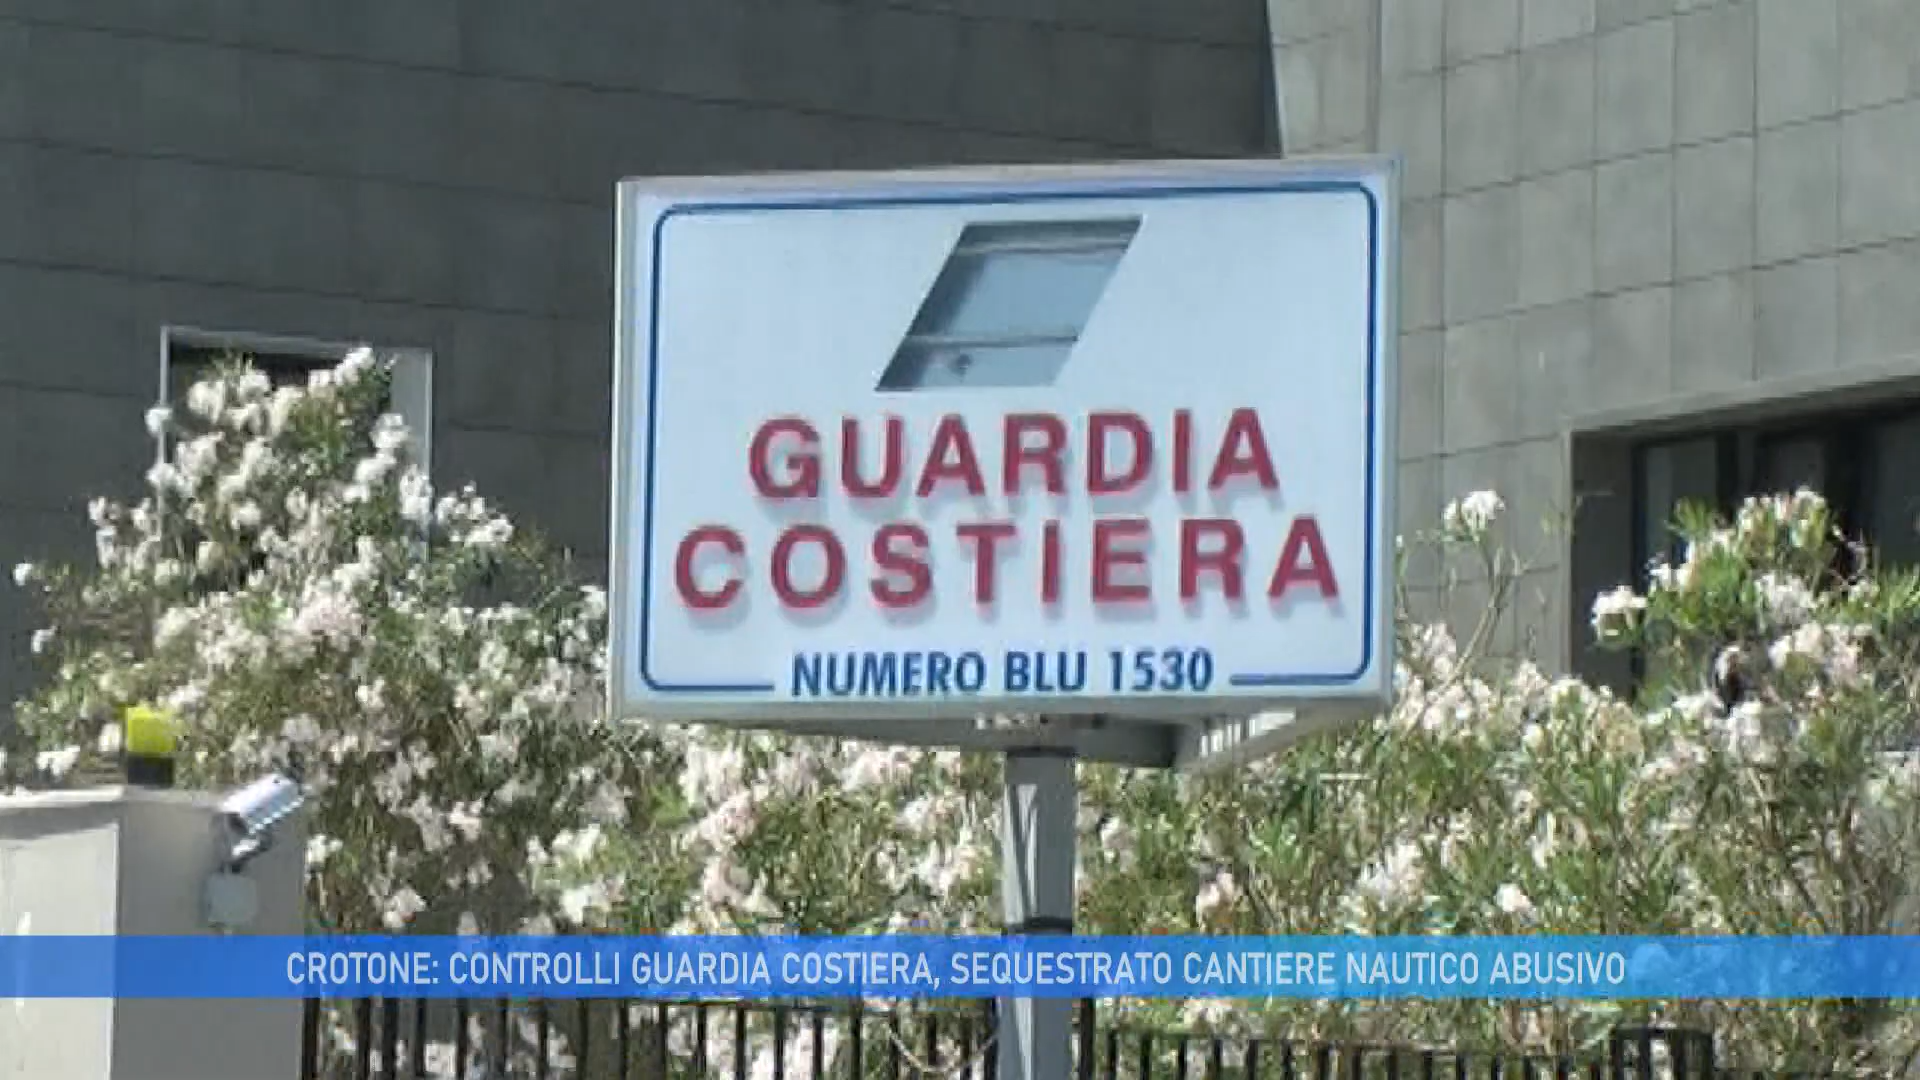 GUARDIA
COSTIERA
NUMERO BLU 1530
CROTONE: CONTROLLI GUARDIA COSTIERA, SEQUESTRATO CANTIERE NAUTICO ABUSIVO